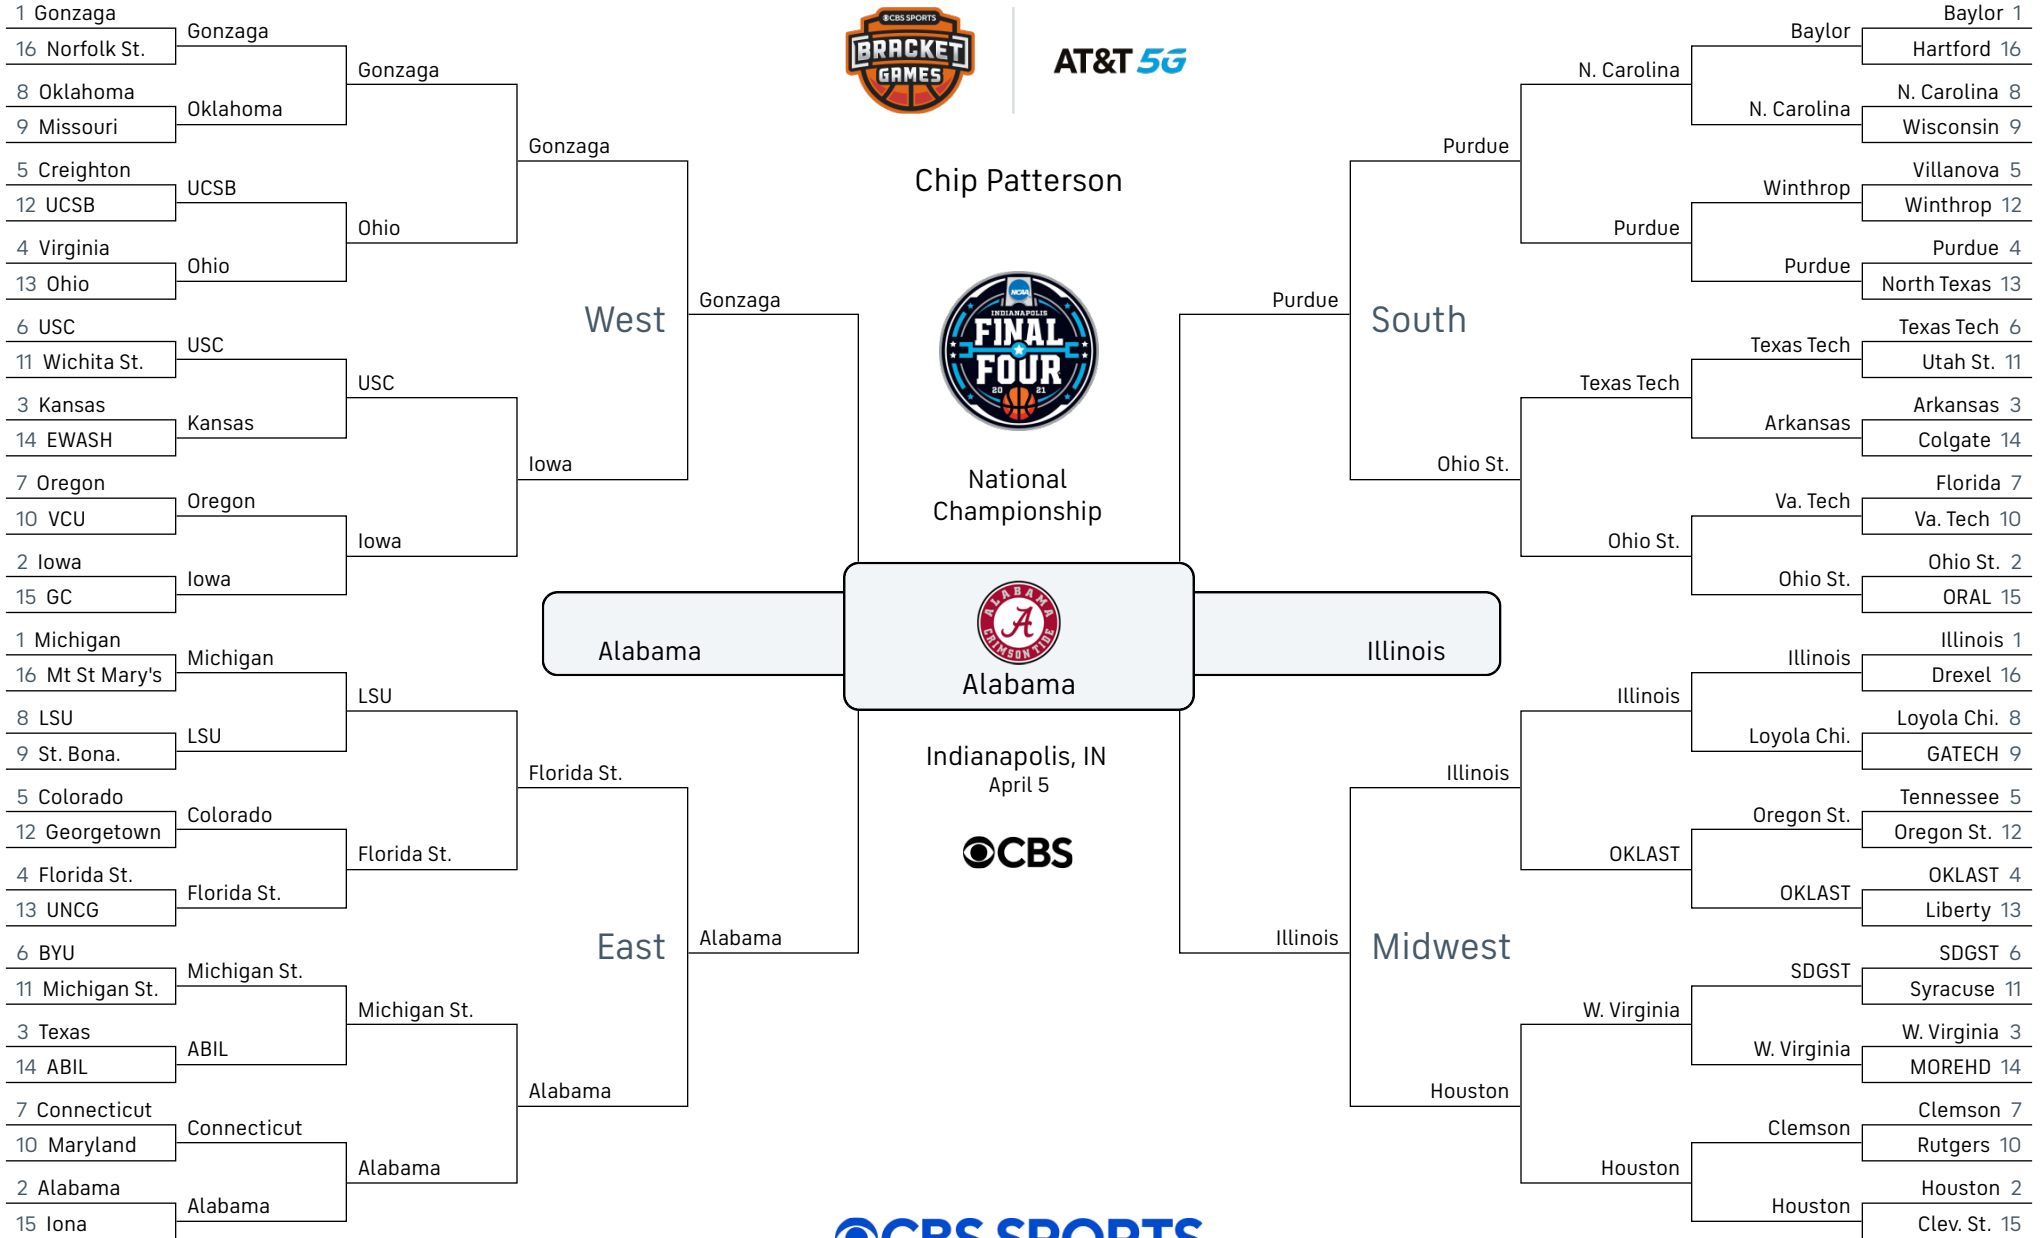 1 Gonzaga
16 Norfolk St.
8 Oklahoma
9 Missouri
5 Creighton
12 UCSB
4 Virginia
13 Ohio
6 USC
11 Wichita St.
3 Kansas
14 EWASH
7 Oregon
10 VCU
2 Iowa
15 GC
Gonzaga
Oklahoma
UCSB
Ohio
USC
Kansas
Oregon
Iowa
Gonzaga
Ohio
USC
Iowa
Gonzaga
Iowa
West
Gonzaga
1 Michigan
16 Mt St Mary's
8 LSU
9 St. Bona.
5 Colorado
12 Georgetown
4 Florida St.
13 UNCG
6 BYU
11 Michigan St.
3 Texas
14 ABIL
7 Connecticut
10 Maryland
2 Alabama
15 Iona
Michigan
LSU
Colorado
Florida St.
Michigan St.
ABIL
Connecticut
Alabama
LSU
Florida St.
Michigan St.
Alabama
Florida St.
Alabama
East
Alabama
CBS SPORTS
BRACKET
GAMES
AT&T 5G
Chip Patterson
NCAA
INDIANAPOLIS
FINAL
FOUR
20 21
National
Championship
Alabama
ALABAMA
A
CRIMSON TIDE
Alabama
Illinois
Indianapolis, IN
April 5
CBS
CBS SPORTS
Purdue
South
Purdue
Ohio St.
N. Carolina
Purdue
Texas Tech
Ohio St.
Baylor
N. Carolina
Winthrop
Purdue
Texas Tech
Arkansas
Va. Tech
Ohio St.
Baylor 1
Hartford 16
N. Carolina 8
Wisconsin 9
Villanova 5
Winthrop 12
Purdue 4
North Texas 13
Texas Tech 6
Utah St. 11
Arkansas 3
Colgate 14
Florida 7
Va. Tech 10
Ohio St. 2
ORAL 15
Illinois
Midwest
Illinois
Houston
Illinois
OKLAST
W. Virginia
Houston
Illinois
Loyola Chi.
Oregon St.
OKLAST
SDGST
W. Virginia
Clemson
Houston
Illinois 1
Drexel 16
Loyola Chi. 8
GATECH 9
Tennessee 5
Oregon St. 12
OKLAST 4
Liberty 13
SDGST 6
Syracuse 11
W. Virginia 3
MOREHD 14
Clemson 7
Rutgers 10
Houston 2
Clev. St. 15